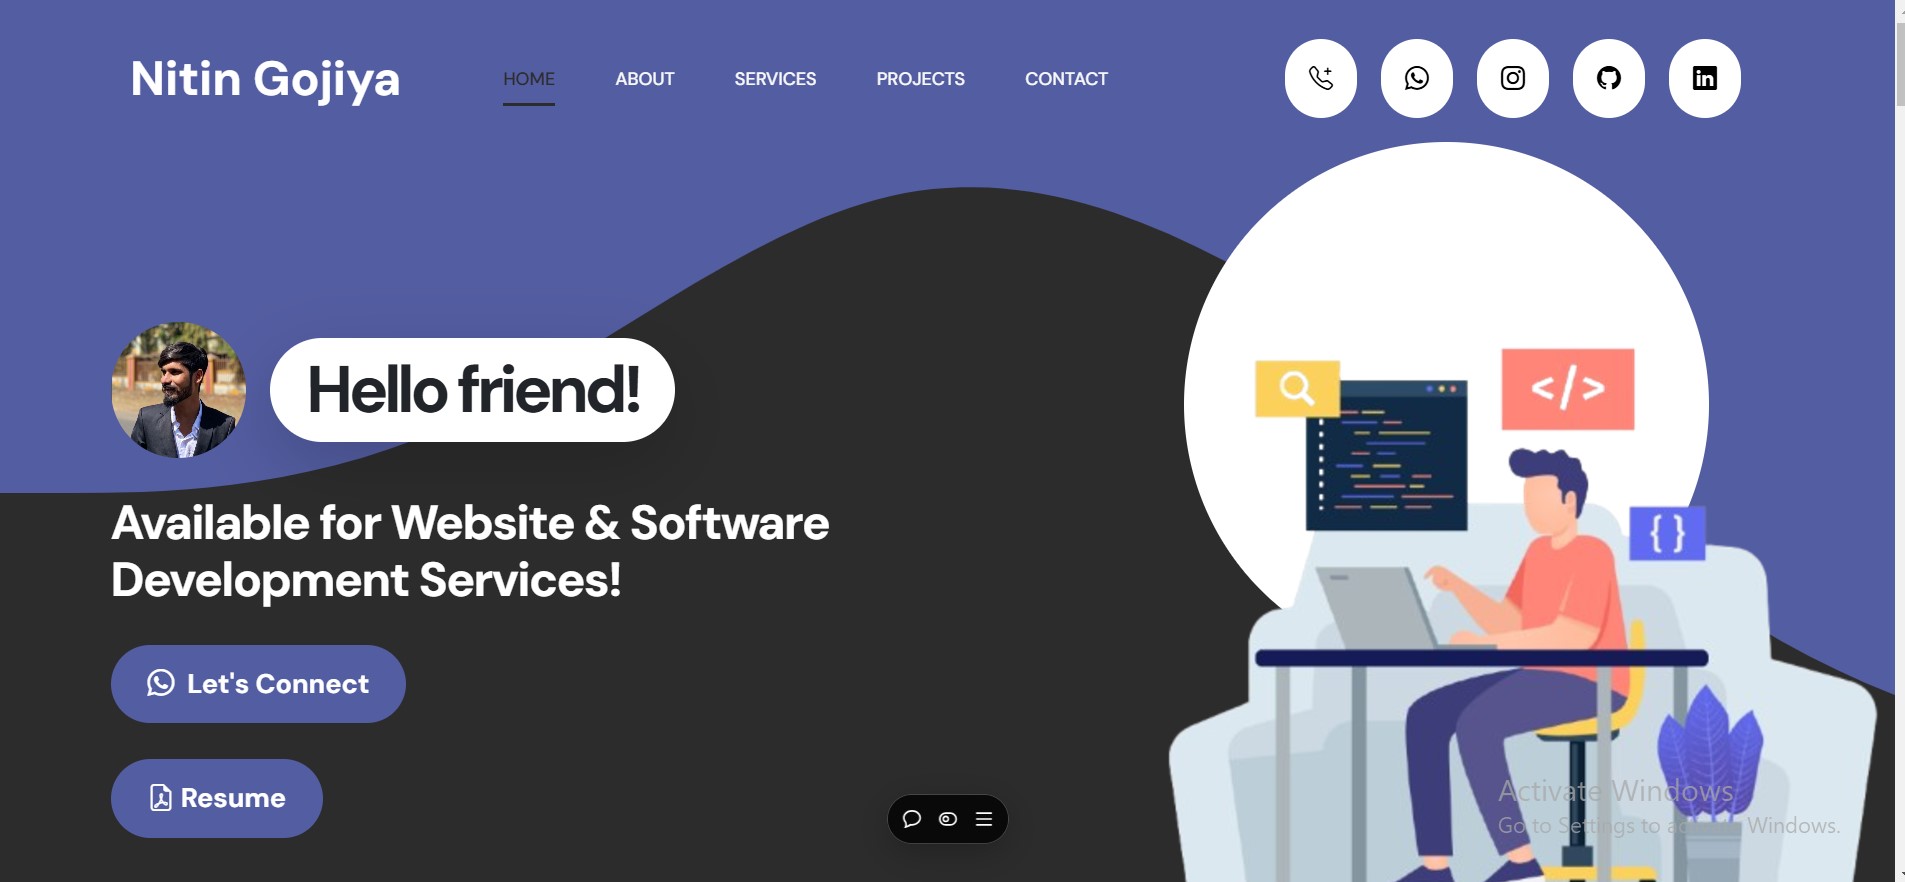 Nitin Gojiya
HOME
ABOUT
SERVICES
PROJECTS
CONTACT
Hello friend!
</>
{ }
Available for Website & Software
Development Services!
Let's Connect
Resume
Activate Windows
Go to Settings to activate Windows.